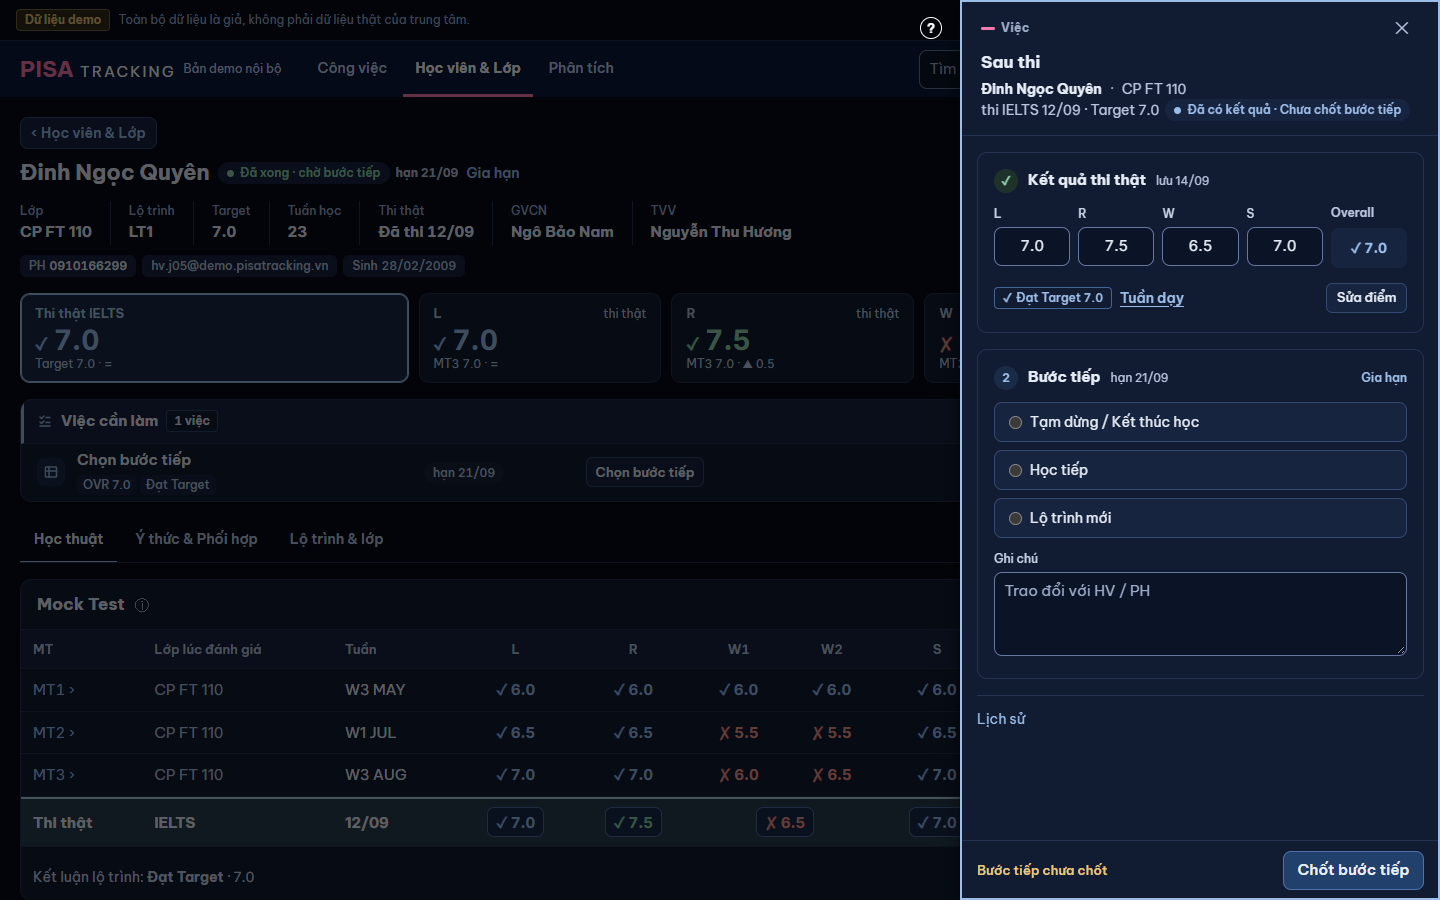 Dữ liệu demo Toàn bộ dữ liệu là giả, không phải dữ liệu thật của trung tâm.
?
PISA TRACKING Bản demo nội bộ Công việc Học viên & Lớp Phân tích Tìm
‹ Học viên & Lớp
Đinh Ngọc Quyên Đã xong · chờ bước tiếp hạn 21/09 Gia hạn
Lớp Lộ trình Target Tuần học Thi thật GVCN TVV
CP FT 110 LT1 7.0 23 Đã thi 12/09 Ngô Bảo Nam Nguyễn Thu Hương
PH 0910166299 hv.j05@demo.pisatracking.vn Sinh 28/02/2009
Thi thật IELTS L thi thật R thi thật W
✓ 7.0 ✓ 7.0 ✓ 7.5 ✗
Target 7.0 · = MT3 7.0 · = MT3 7.0 · ▲ 0.5 MT3
Việc cần làm 1 việc
Chọn bước tiếp hạn 21/09 Chọn bước tiếp
OVR 7.0 Đạt Target
Học thuật Ý thức & Phối hợp Lộ trình & lớp
Mock Test ⓘ
MT Lớp lúc đánh giá Tuần L R W1 W2 S
MT1 › CP FT 110 W3 MAY ✓ 6.0 ✓ 6.0 ✓ 6.0 ✓ 6.0 ✓ 6.0
MT2 › CP FT 110 W1 JUL ✓ 6.5 ✓ 6.5 ✗ 5.5 ✗ 5.5 ✓ 6.5
MT3 › CP FT 110 W3 AUG ✓ 7.0 ✓ 7.0 ✗ 6.0 ✗ 6.5 ✓ 7.0
Thi thật IELTS 12/09 ✓ 7.0 ✓ 7.5 ✗ 6.5 ✓ 7.0
Kết luận lộ trình: Đạt Target · 7.0
Việc
Sau thi
Đinh Ngọc Quyên · CP FT 110
thi IELTS 12/09 · Target 7.0 Đã có kết quả · Chưa chốt bước tiếp
✓ Kết quả thi thật lưu 14/09
L R W S Overall
7.0 7.5 6.5 7.0 ✓ 7.0
✓ Đạt Target 7.0 Tuần dạy Sửa điểm
2 Bước tiếp hạn 21/09 Gia hạn
Tạm dừng / Kết thúc học
Học tiếp
Lộ trình mới
Ghi chú
Trao đổi với HV / PH
Lịch sử
Bước tiếp chưa chốt Chốt bước tiếp